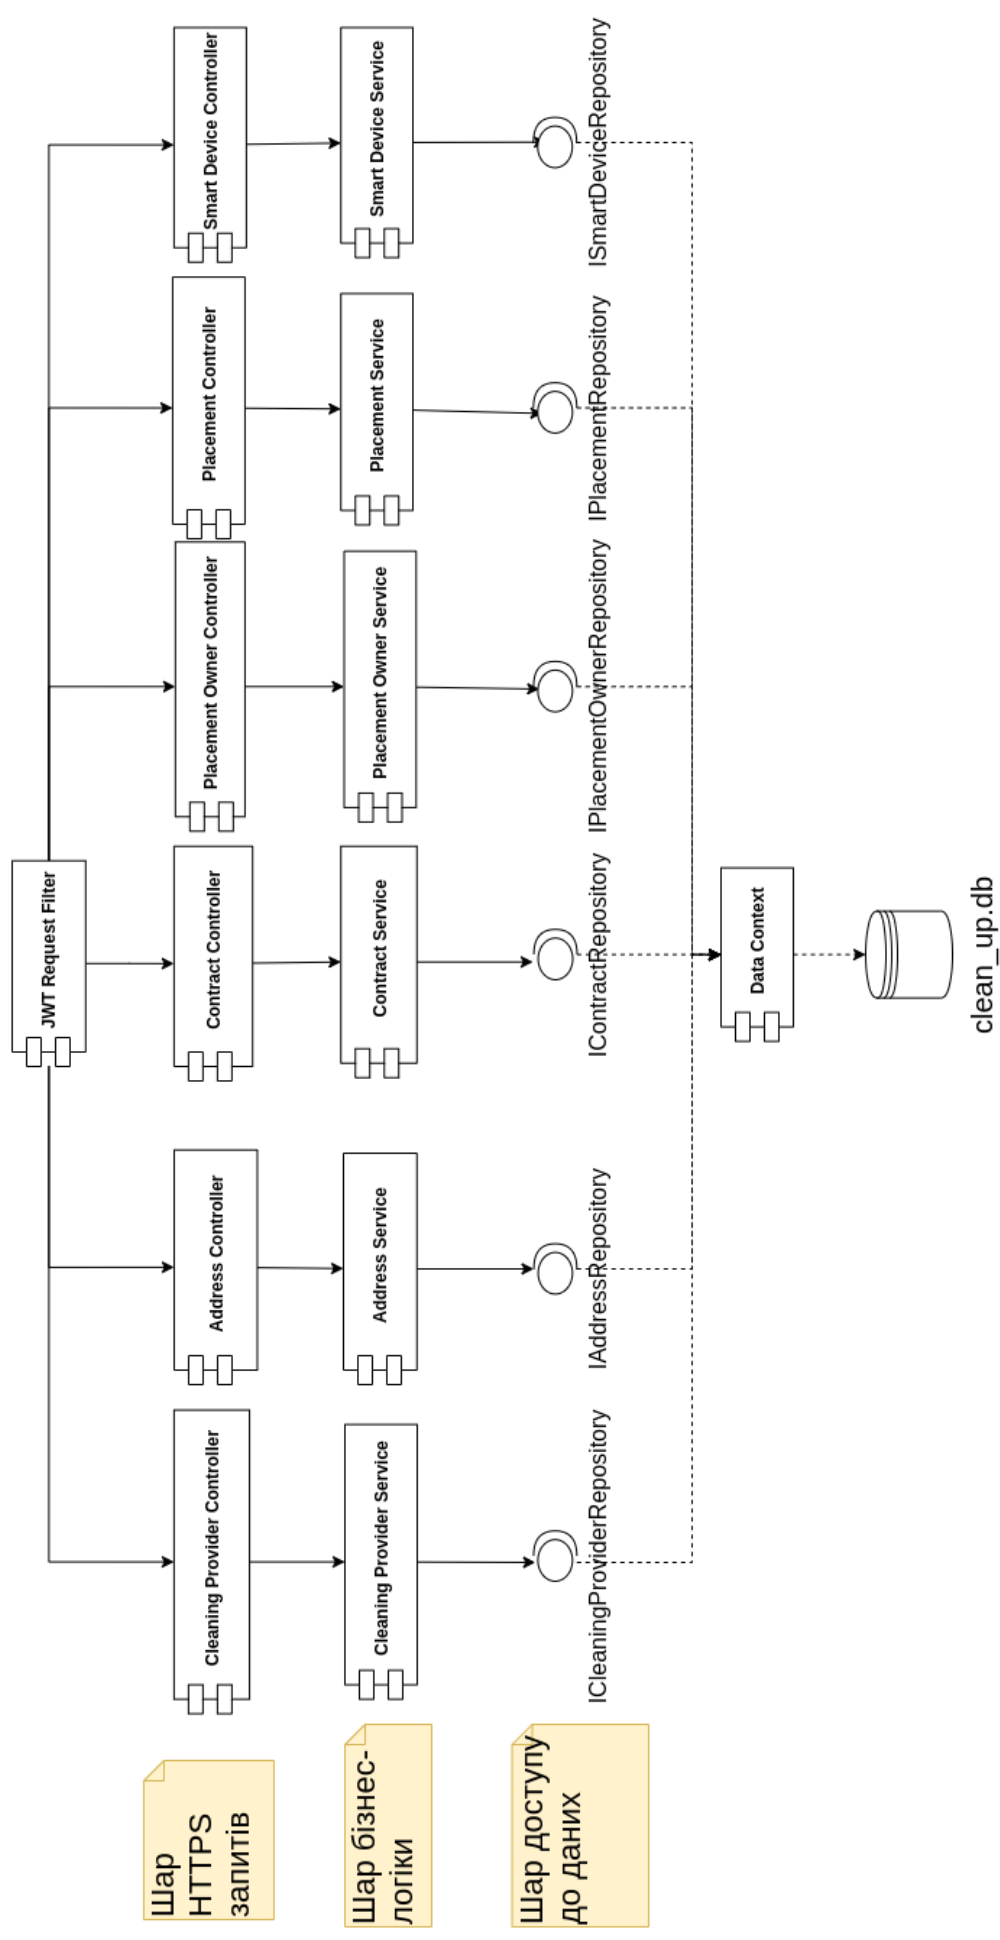 JWT Request Filter
Шар
HTTPS
запитів
Cleaning Provider Controller
Address Controller
Contract Controller
Placement Owner Controller
Placement Controller
Smart Device Controller
Шар бізнес-
логіки
Cleaning Provider Service
Address Service
Contract Service
Placement Owner Service
Placement Service
Smart Device Service
Шар доступу
до даних
ICleaningProviderRepository
IAddressRepository
IContractRepository
IPlacementOwnerRepository
IPlacementRepository
ISmartDeviceRepository
Data Context
clean_up.db